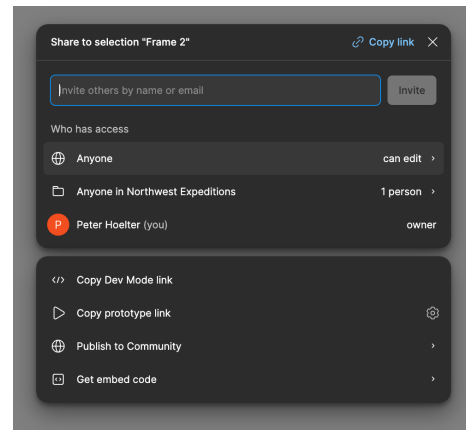 Share to selection "Frame 2"
Copy link
Invite others by name or email
Invite
Who has access
Anyone
can edit
Anyone in Northwest Expeditions
1 person
P
Peter Hoelter (you)
owner
Copy Dev Mode link
Copy prototype link
Publish to Community
Get embed code